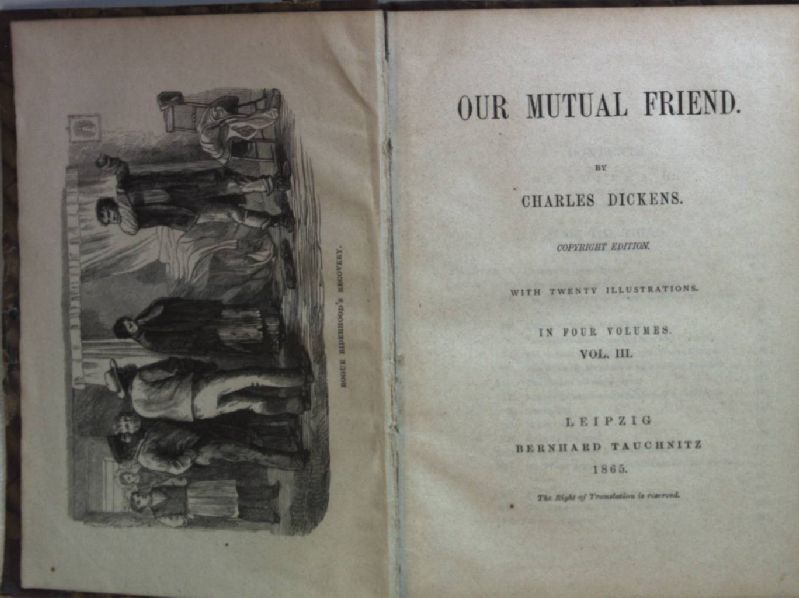 ROGUE RIDERHOOD'S RECOVERY.
OUR MUTUAL FRIEND.
BY
CHARLES DICKENS.
COPYRIGHT EDITION.
WITH TWENTY ILLUSTRATIONS.
IN FOUR VOLUMES.
VOL. III.
LEIPZIG
BERNHARD TAUCHNITZ
1865.
The Right of Translation is reserved.